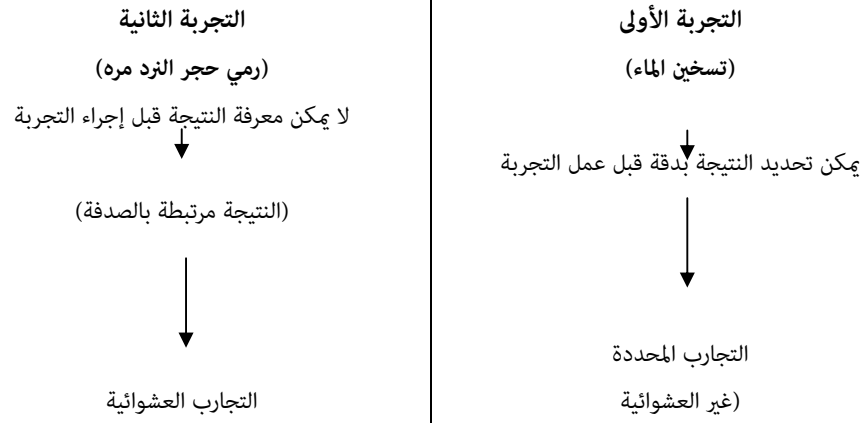 التجربة الأولى
(تسخين الماء)
يمكن تحديد النتيجة بدقة قبل عمل التجربة
التجارب المحددة
(غير العشوائية
التجربة الثانية
(رمي حجر النرد مره)
لا يمكن معرفة النتيجة قبل إجراء التجربة
(النتيجة مرتبطة بالصدفة)
التجارب العشوائية